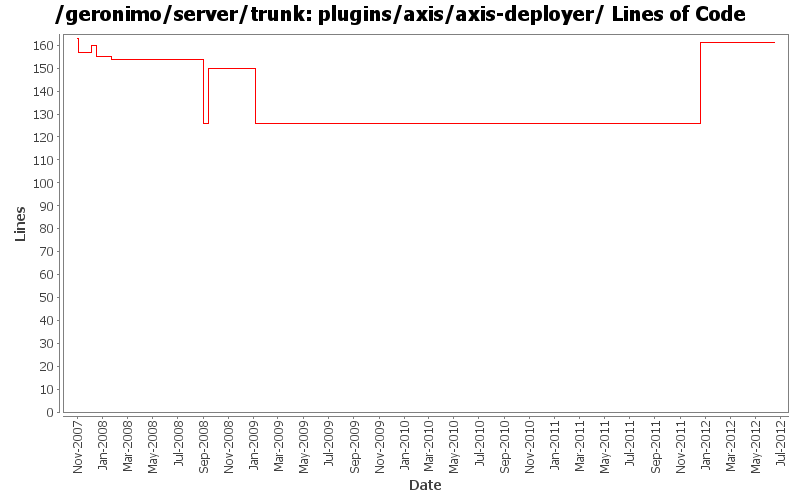 /geronimo/server/trunk: plugins/axis/axis-deployer/ Lines of Code
160
150
140
130
120
110
100
90
80
70
60
50
40
30
20
10
0
Lines
Nov-2007
Jan-2008
Mar-2008
May-2008
Jul-2008
Sep-2008
Nov-2008
Jan-2009
Mar-2009
May-2009
Jul-2009
Sep-2009
Nov-2009
Jan-2010
Mar-2010
May-2010
Jul-2010
Sep-2010
Nov-2010
Jan-2011
Mar-2011
May-2011
Jul-2011
Sep-2011
Nov-2011
Jan-2012
Mar-2012
May-2012
Jul-2012
Date